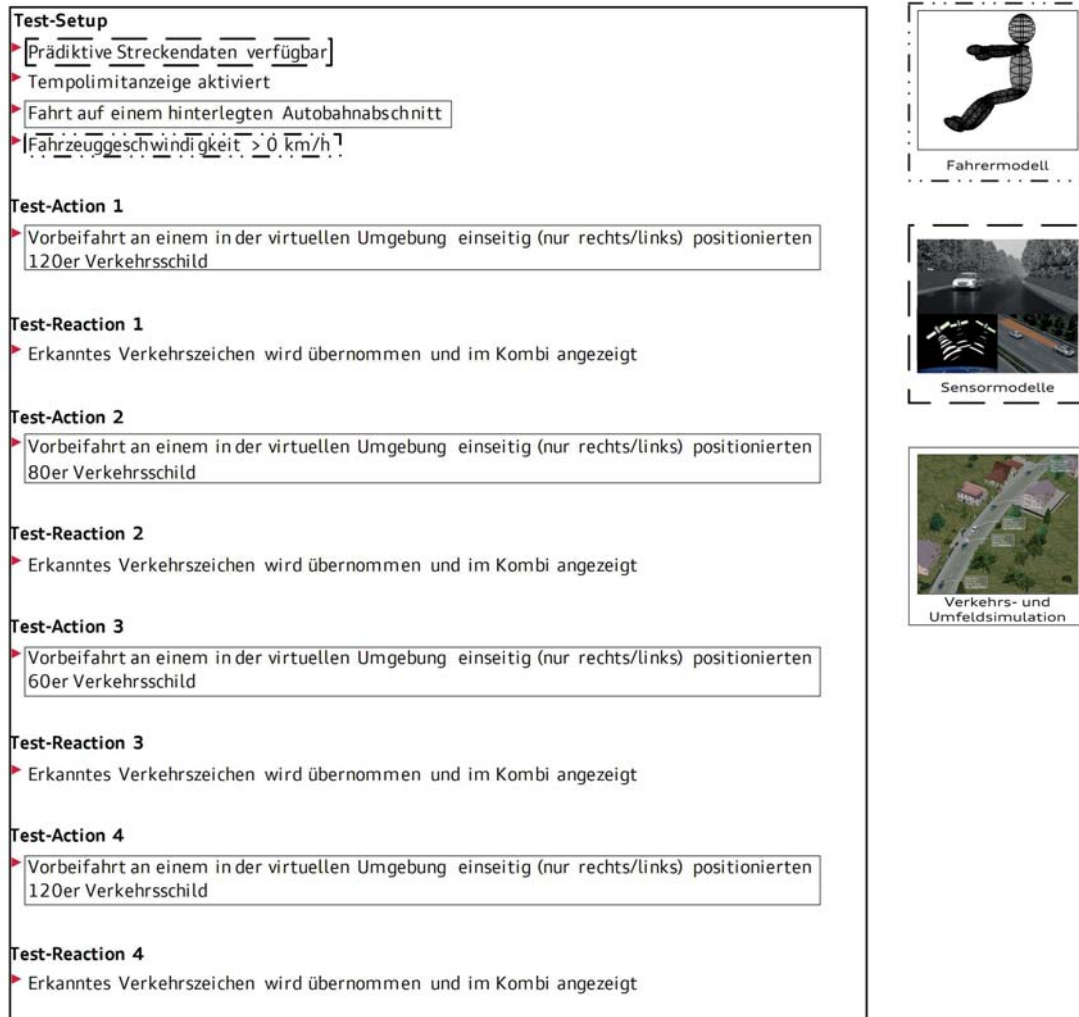 Test-Setup
Prädiktive Streckendaten verfügbar
Tempolimitanzeige aktiviert
Fahrt auf einem hinterlegten Autobahnabschnitt
Fahrzeuggeschwindigkeit > 0 km/h
Test-Action 1
Vorbeifahrt an einem in der virtuellen Umgebung einseitig (nur rechts/links) positionierten
120er Verkehrsschild
Test-Reaction 1
Erkanntes Verkehrszeichen wird übernommen und im Kombi angezeigt
Test-Action 2
Vorbeifahrt an einem in der virtuellen Umgebung einseitig (nur rechts/links) positionierten
80er Verkehrsschild
Test-Reaction 2
Erkanntes Verkehrszeichen wird übernommen und im Kombi angezeigt
Test-Action 3
Vorbeifahrt an einem in der virtuellen Umgebung einseitig (nur rechts/links) positionierten
60er Verkehrsschild
Test-Reaction 3
Erkanntes Verkehrszeichen wird übernommen und im Kombi angezeigt
Test-Action 4
Vorbeifahrt an einem in der virtuellen Umgebung einseitig (nur rechts/links) positionierten
120er Verkehrsschild
Test-Reaction 4
Erkanntes Verkehrszeichen wird übernommen und im Kombi angezeigt
Fahrermodell
Sensormodelle
Verkehrs- und
Umfeldsimulation